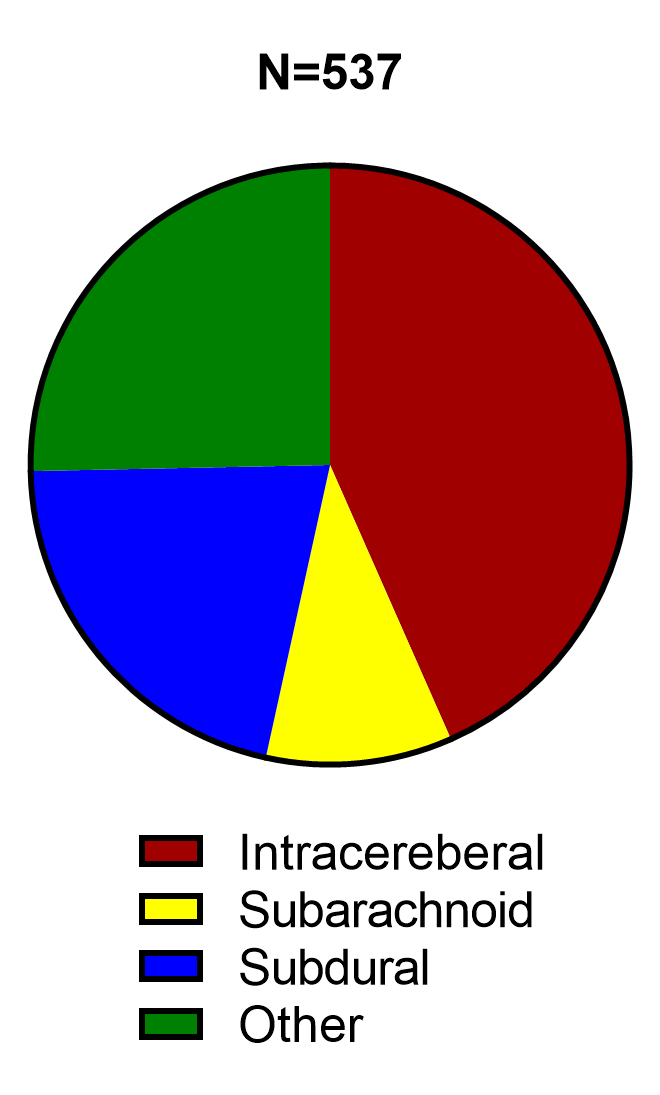 N=537
Intracereberal
Subarachnoid
Subdural
Other